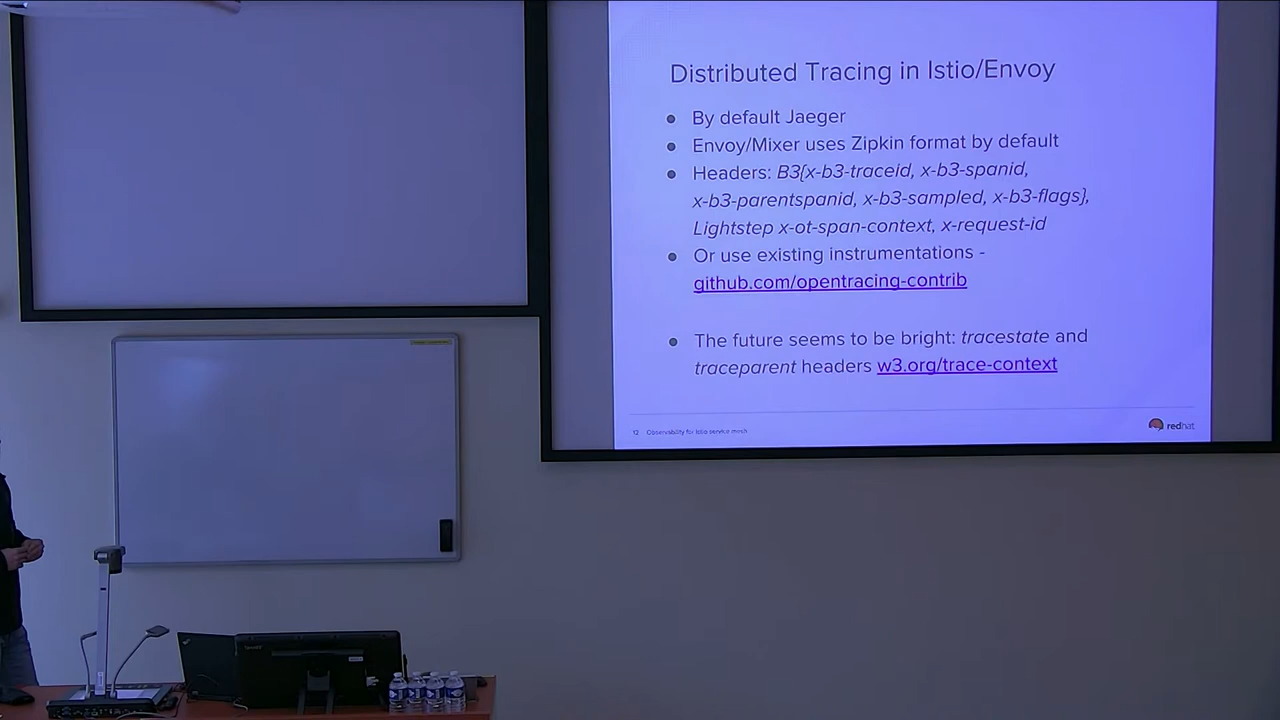 Distributed Tracing in Istio/Envoy
By default Jaeger
Envoy/Mixer uses Zipkin format by default
Headers: B3{x-b3-traceid, x-b3-spanid,
x-b3-parentspanid, x-b3-sampled, x-b3-flags},
Lightstep x-ot-span-context, x-request-id
Or use existing instrumentations -
github.com/opentracing-contrib
The future seems to be bright: tracestate and
traceparent headers w3.org/trace-context
12 Observability for Istio service mesh
redhat